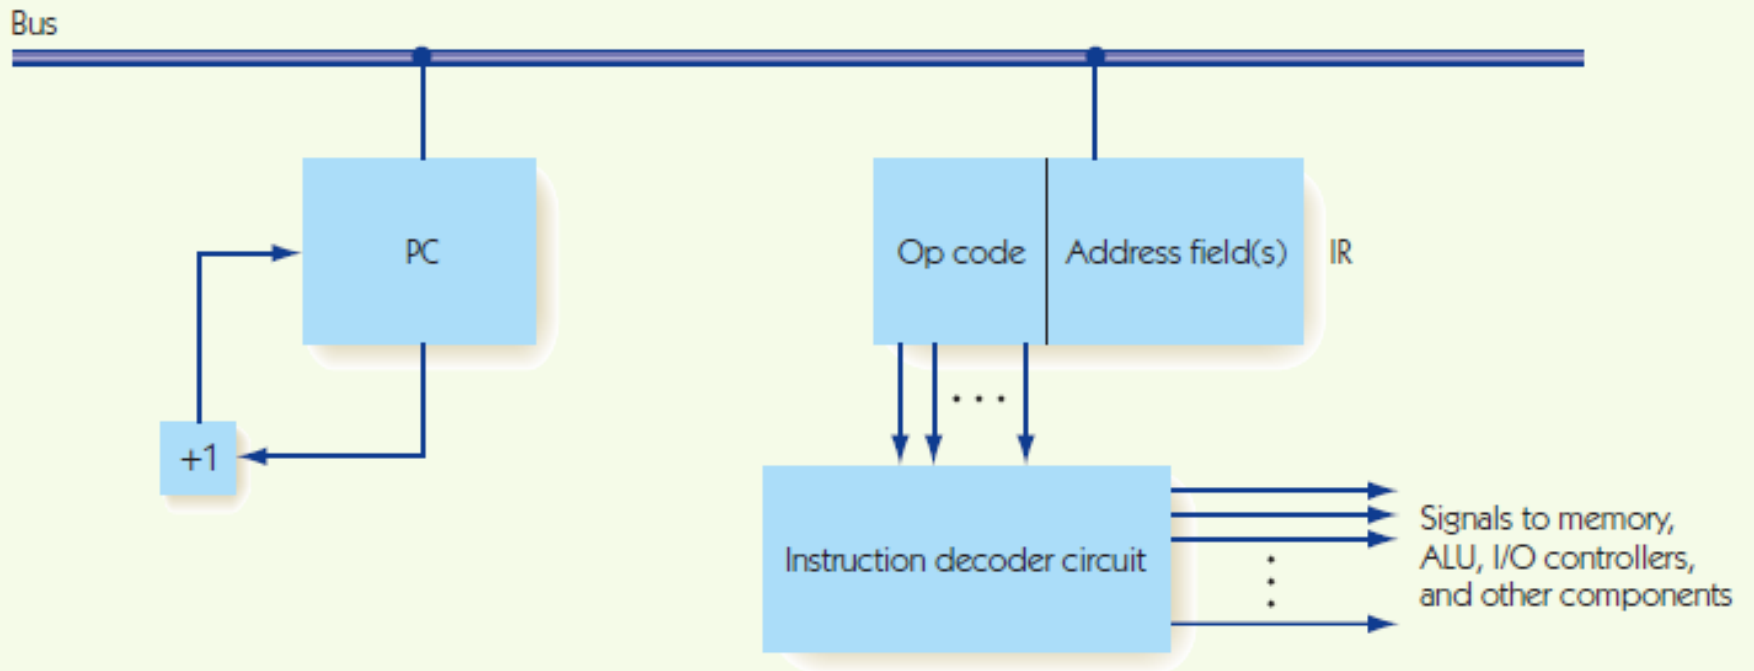 Bus
PC
Op code
Address field(s)
IR
+1
Instruction decoder circuit
Signals to memory,
ALU, I/O controllers,
and other components